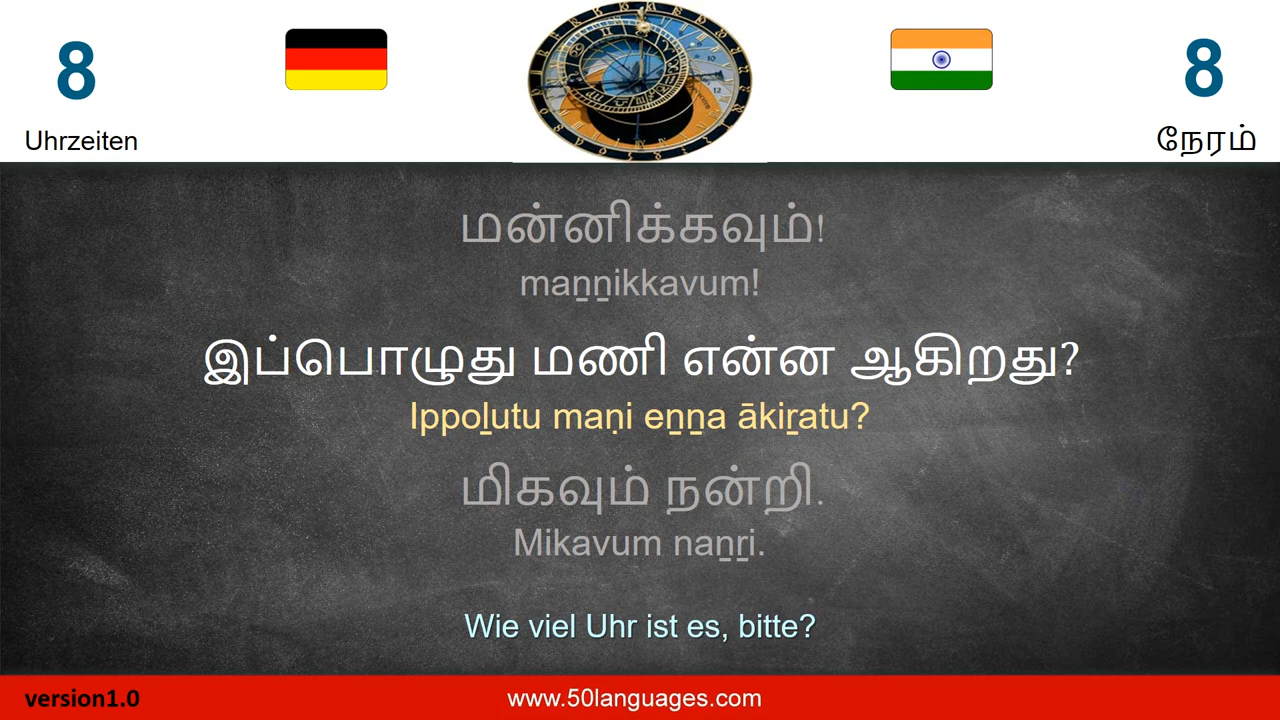 8
8
Uhrzeiten
நேரம்
மன்னிக்கவும்!
maṉṉikkavum!
இப்பொழுது மணி என்ன ஆகிறது?
Ippoḻutu maṇi eṉṉa ākiṟatu?
மிகவும் நன்றி.
Mikavum naṉṟi.
Wie viel Uhr ist es, bitte?
version1.0
www.50languages.com